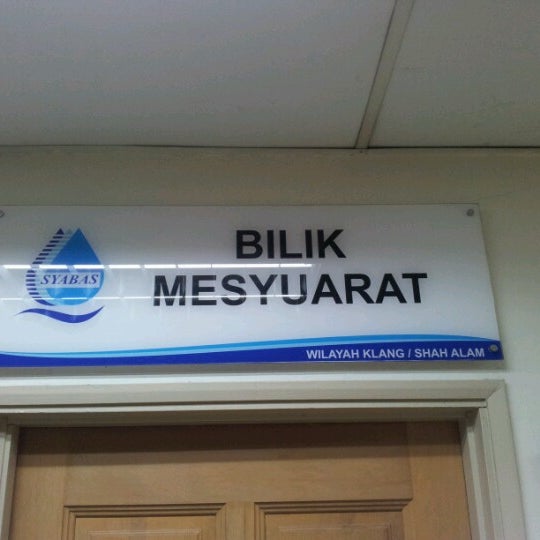 SYABAS
BILIK
MESYUARAT
WILAYAH KLANG / SHAH ALAM